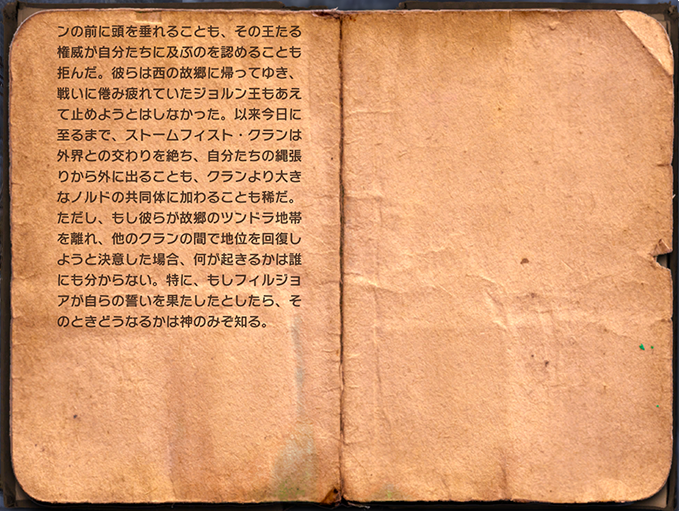 ンの前に頭を垂れることも、その王たる
権威が自分たちに及ぶのを認めることも
拒んだ。彼らは西の故郷に帰ってゆき、
戦いに倦み疲れていたジョルン王もあえ
て止めようとはしなかった。以来今日に
至るまで、ストームフィスト・クランは
外界との交わりを絶ち、自分たちの縄張
りから外に出ることも、クランより大き
なノルドの共同体に加わることも稀だ。
ただし、もし彼らが故郷のツンドラ地帯
を離れ、他のクランの間で地位を回復し
ようと決意した場合、何が起きるかは誰
にも分からない。特に、もしフィルジョ
アが自らの誓いを果たしたとしたら、そ
のときどうなるかは神のみぞ知る。